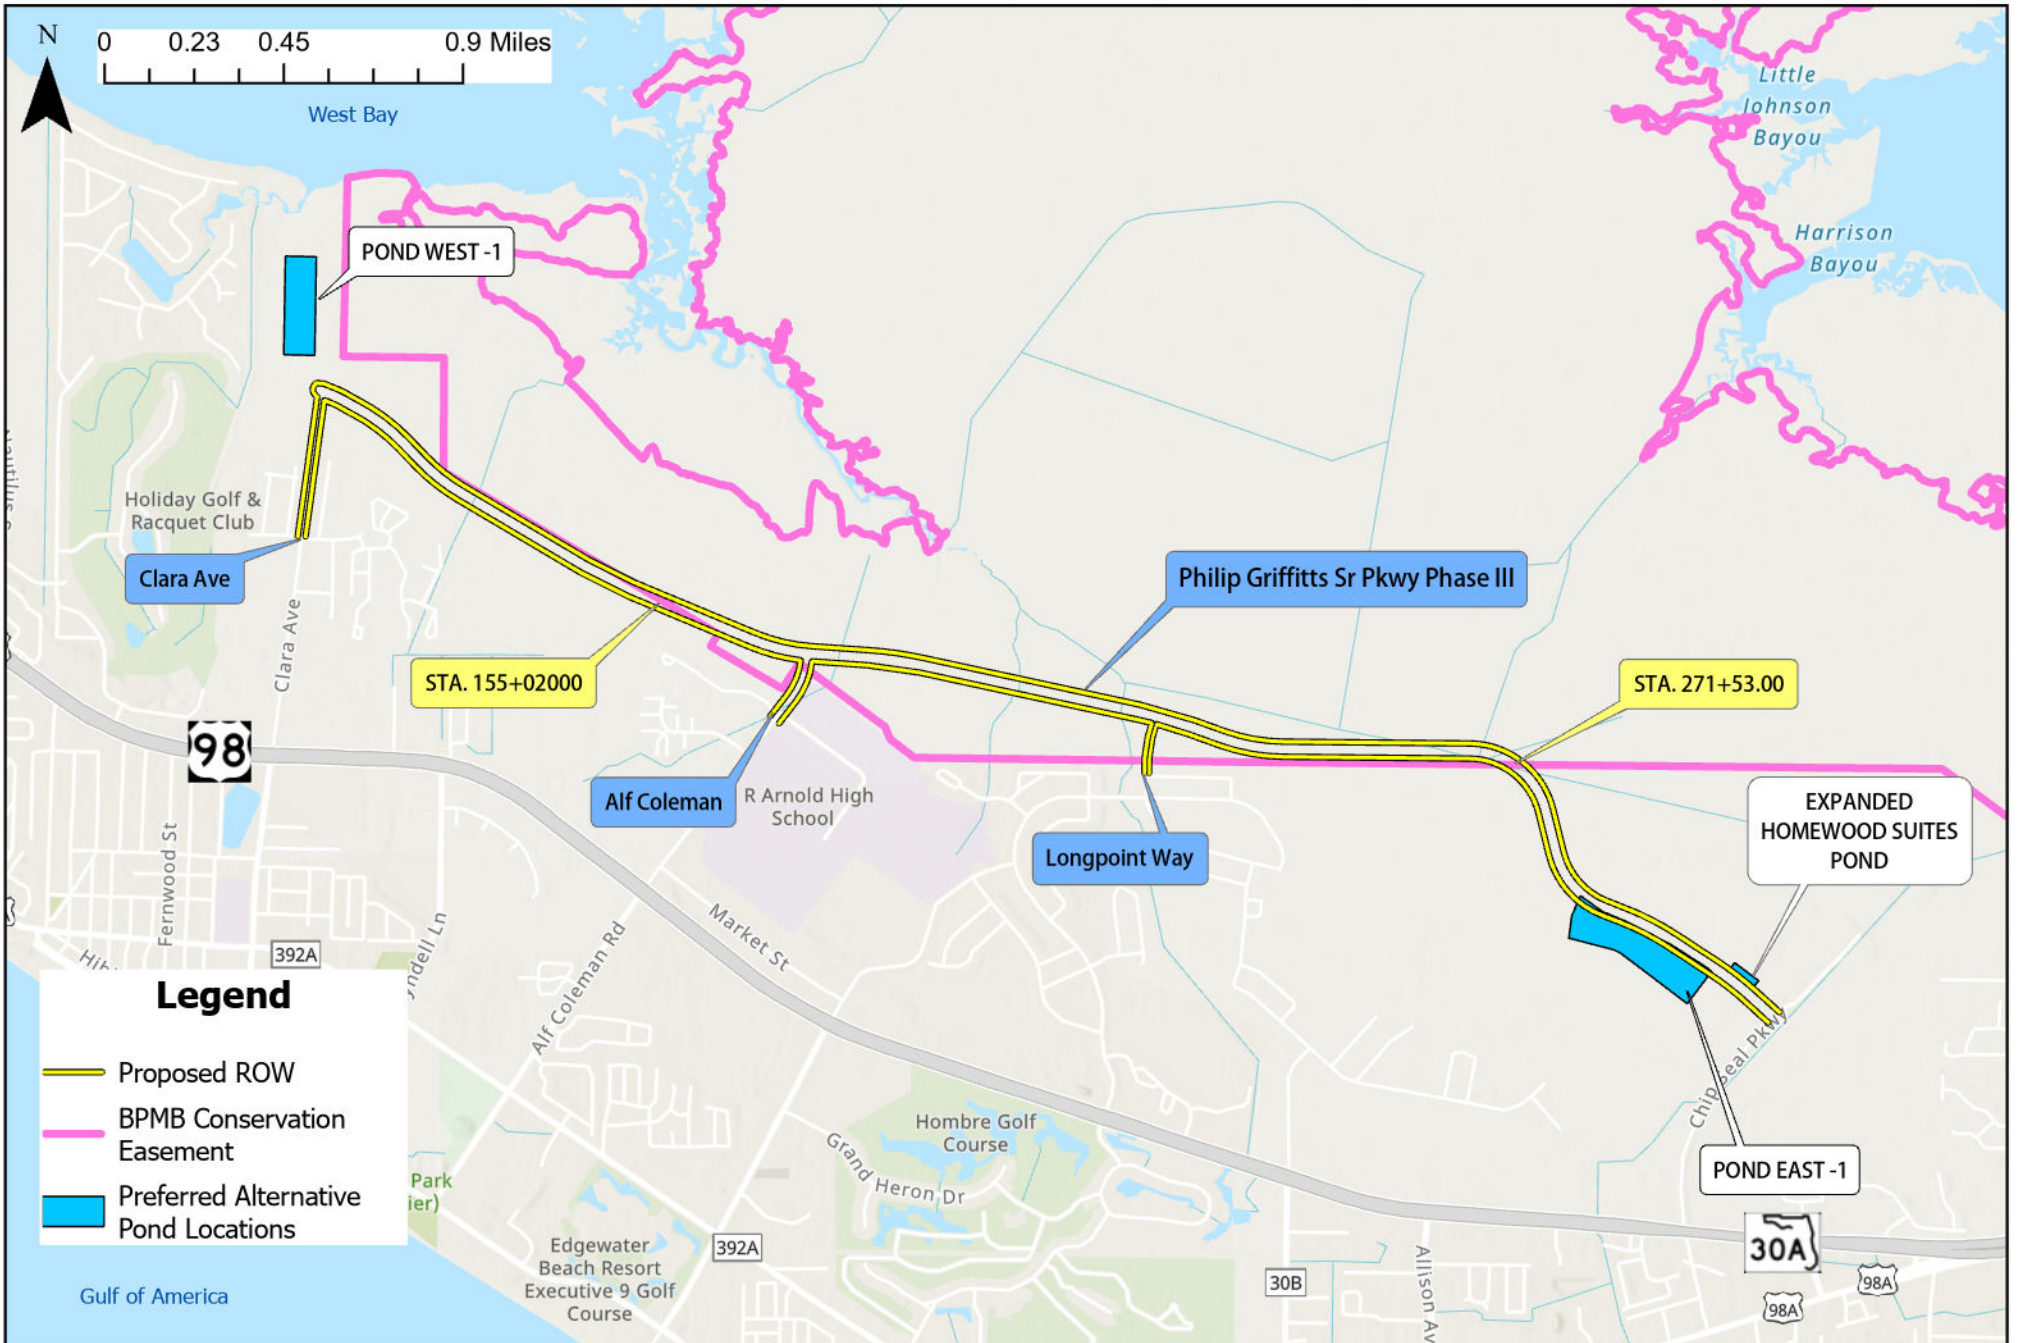 N
0 0.23 0.45 0.9 Miles
West Bay
Little
Johnson
Bayou
POND WEST -1
Harrison
Bayou
Holiday Golf &
Racquet Club
Clara Ave
Philip Griffitts Sr Pkwy Phase III
Clara Ave
STA. 155+02000
STA. 271+53.00
98
Alf Coleman
R Arnold High
School
EXPANDED
HOMEWOOD SUITES
POND
Longpoint Way
Fernwood St
Market St
392A
Alf Coleman Rd
Legend
Proposed ROW
BPMB Conservation
Easement
Preferred Alternative
Pond Locations
Chip Seal Pkwy
Hombre Golf
Course
Grand Heron Dr
POND EAST -1
Park
392A
30A
Edgewater
Beach Resort
Executive 9 Golf
Course
30B
98A
98A
Gulf of America